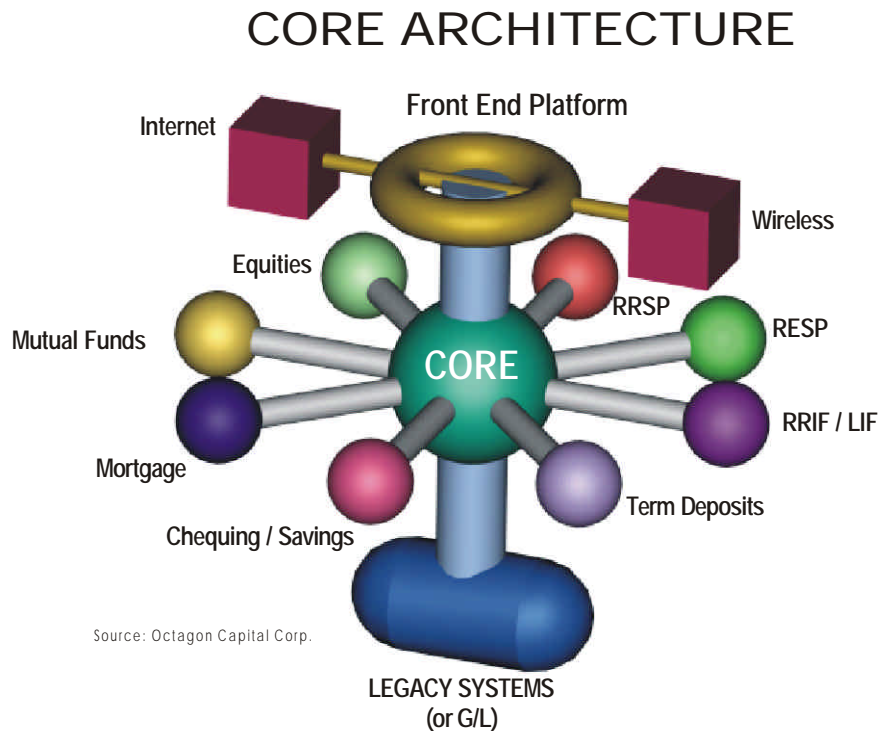 CORE ARCHITECTURE
Front End Platform
Internet
Wireless
Equities
RRSP
Mutual Funds
RESP
CORE
Mortgage
RRIF / LIF
Chequing / Savings
Term Deposits
Source: Octagon Capital Corp.
LEGACY SYSTEMS
(or G/L)